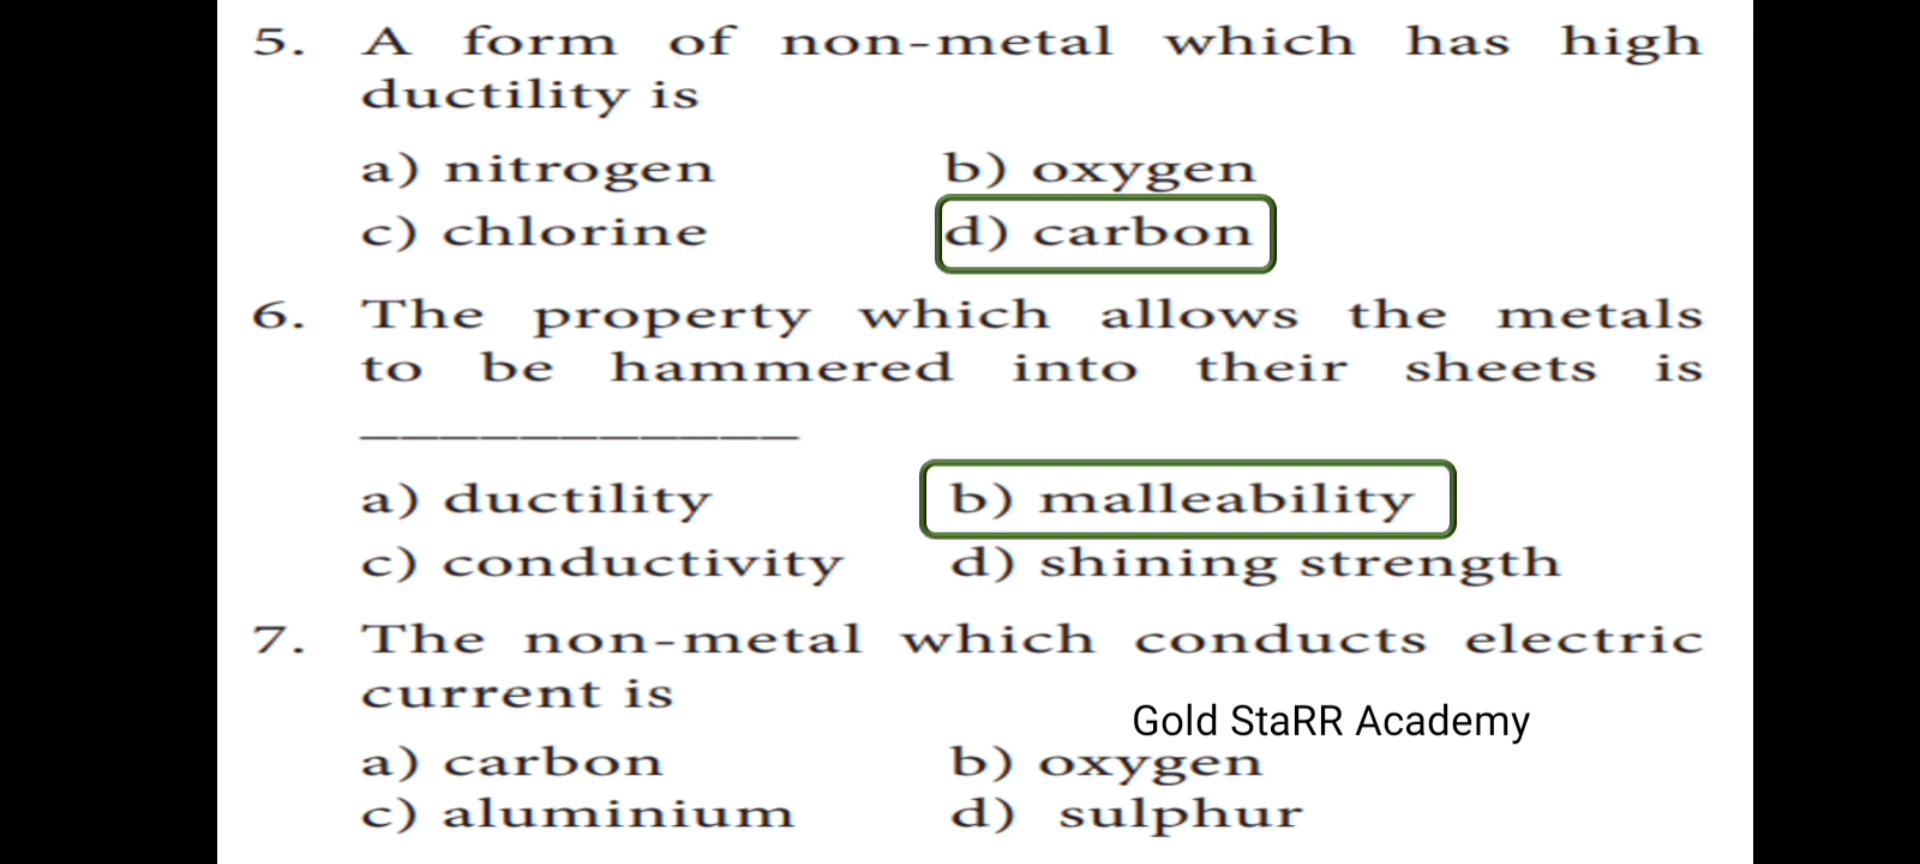 5. A form of non-metal which has high
ductility is
a) nitrogen b) oxygen
c) chlorine d) carbon
6. The property which allows the metals
to be hammered into their sheets is
___________
a) ductility b) malleability
c) conductivity d) shining strength
7. The non-metal which conducts electric
current is
Gold StaRR Academy
a) carbon b) oxygen
c) aluminium d) sulphur